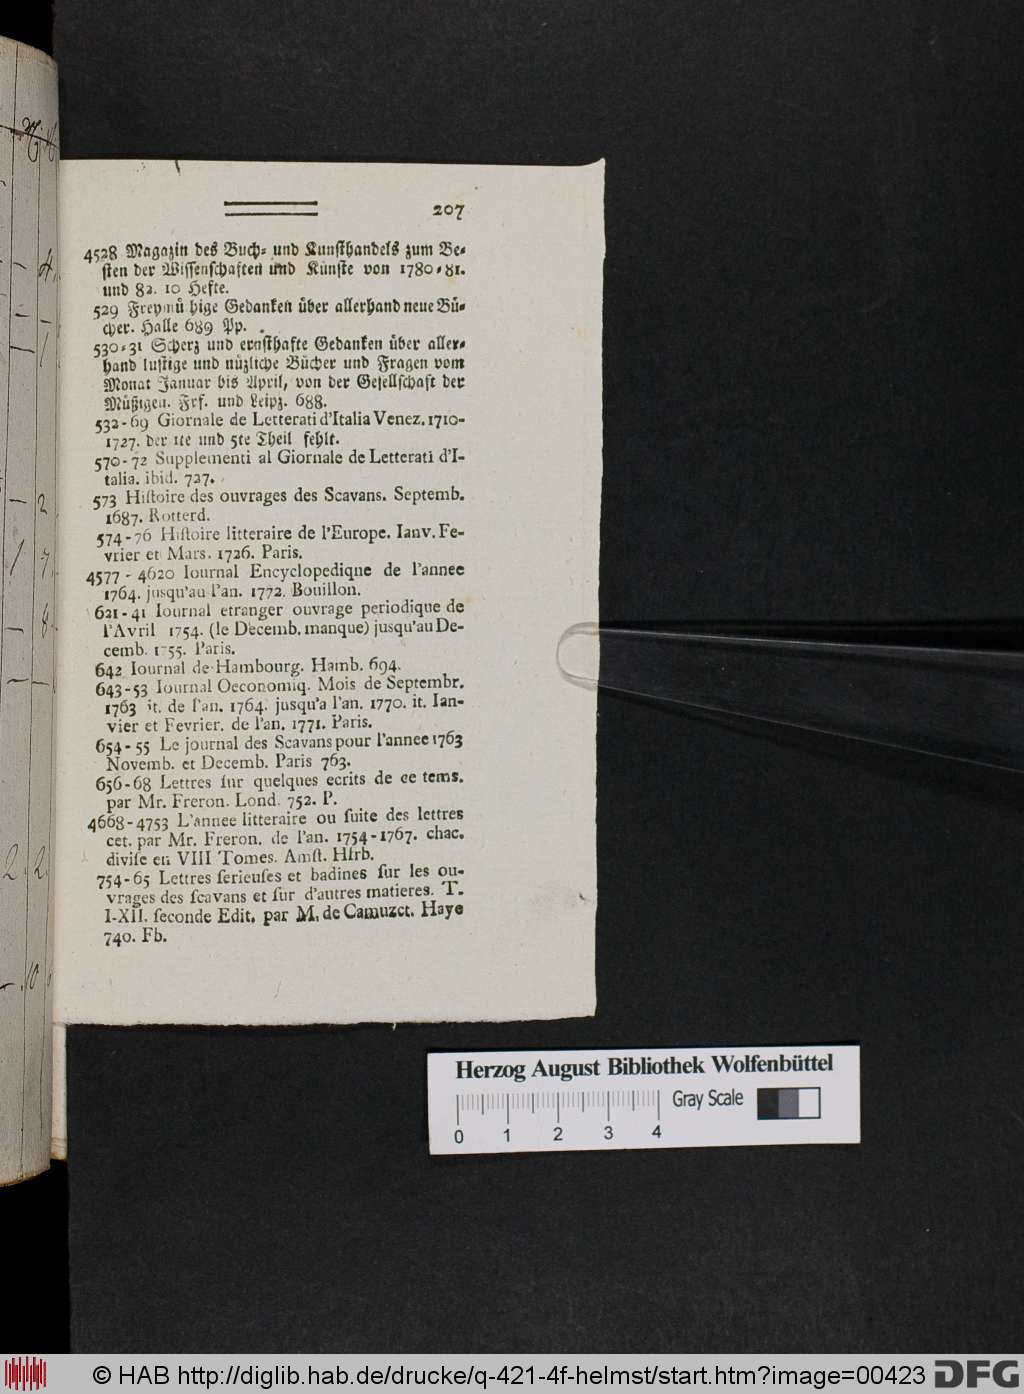 207
4528 Magazin des Buch- und Kunsthandels zum Be-
sten der Wissenschaften und Künste von 1780-81.
und 82. 10 Hefte.
529 Freymü hige Gedanken über allerhand neue Bü-
cher. Halle 689 Pp.
530-31 Scherz und ernsthafte Gedanken über aller-
hand lustige und nüzliche Bücher und Fragen vom
Monat Januar bis April, von der Gesellschaft der
Müßigen. Frf. und Leipz. 688.
532-69 Giornale de Letterati d'Italia Venez. 1710-
1727. der 1te und 5te Theil fehlt.
570-72 Supplementi al Giornale de Letterati d'I-
talia. ibid. 727.
573 Hiſtoire des ouvrages des Scavans. Septemb.
1687. Rotterd.
574-76 Hiſtoire litteraire de l'Europe. Ianv. Fe-
vrier et Mars. 1726. Paris.
4577-4620 Iournal Encyclopedique de l'annee
1764. jusqu'au l'an. 1772. Bouillon.
621-41 Iournal etranger ouvrage periodique de
l'Avril 1754. (le Decemb. manque) jusqu'au De-
cemb. 1755. Paris.
642 Iournal de Hambourg. Hamb. 694.
643-53 Iournal Oeconomiq. Mois de Septembr.
1763 it. de l'an. 1764. jusqu'a l'an. 1770. it. Ian-
vier et Fevrier. de l'an. 1771. Paris.
654-55 Le journal des Scavans pour l'annee 1763
Novemb. et Decemb. Paris 763.
656-68 Lettres ſur quelques ecrits de ce tems.
par Mr. Freron. Lond. 752. P.
4668-4753 L'annee litteraire ou ſuite des lettres
cet. par Mr. Freron. de l'an. 1754-1767. chac.
diviſe en VIII Tomes. Amſt. Hfrb.
754-65 Lettres ſerieuſes et badines ſur les ou-
vrages des ſcavans et ſur d'autres matieres. T.
I-XII. ſeconde Edit. par M. de Camuzct. Haye
740. Fb.
Herzog August Bibliothek Wolfenbüttel
Gray Scale
0 1 2 3 4
© HAB http://diglib.hab.de/drucke/q-421-4f-helmst/start.htm?image=00423
DFG